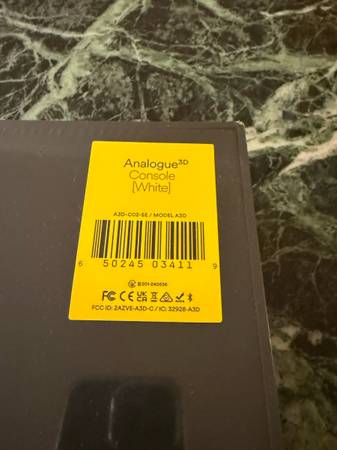 Analogue3D
Console
[White]
A3D-C02-SE / MODEL A3D
6 50245 03411 9
FCC ID: 2AZVE-A3D-C / IC: 32928-A3D